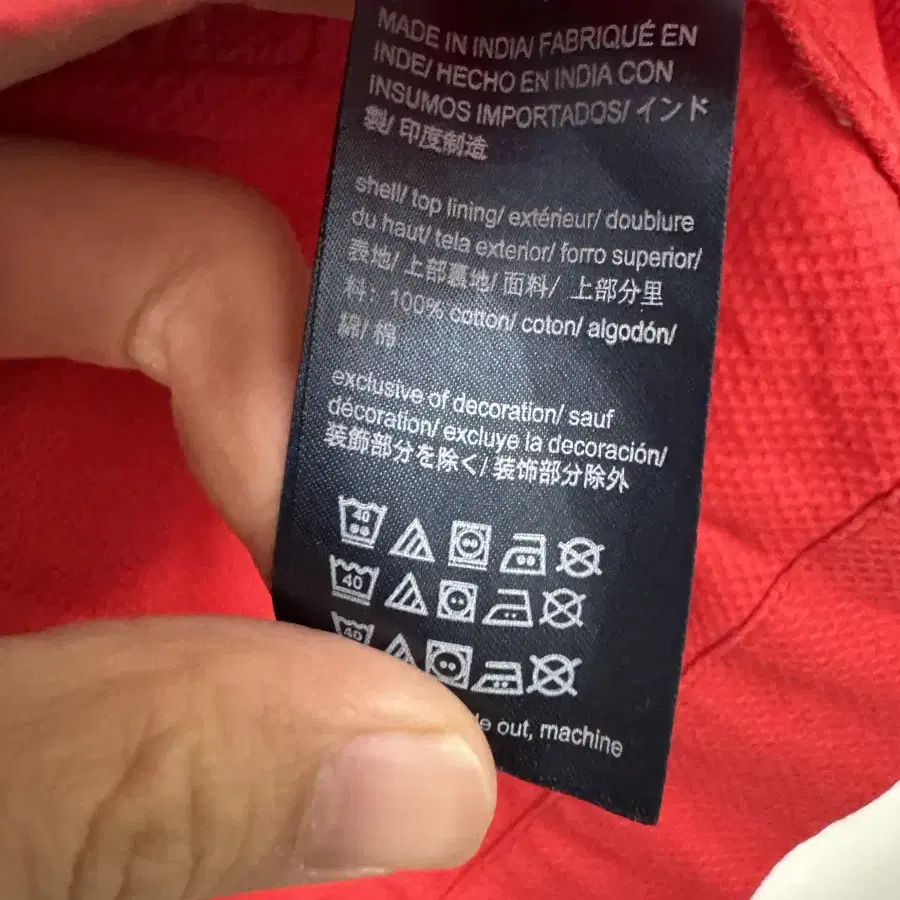 MADE IN INDIA/ FABRIQUÉ EN
INDE/ HECHO EN INDIA CON
INSUMOS IMPORTADOS/ インド
製/ 印度制造
shell/ top lining/ extérieur/ doublure
du haut/ tela exterior/ forro superior/
表地/ 上部裏地/ 面料/ 上部分里
料: 100% cotton/ coton/ algodón/
綿/ 棉
exclusive of decoration/ sauf
décoration/ excluye la decoración/
装飾部分を除く/ 装饰部分除外
40
40
40
out, machine